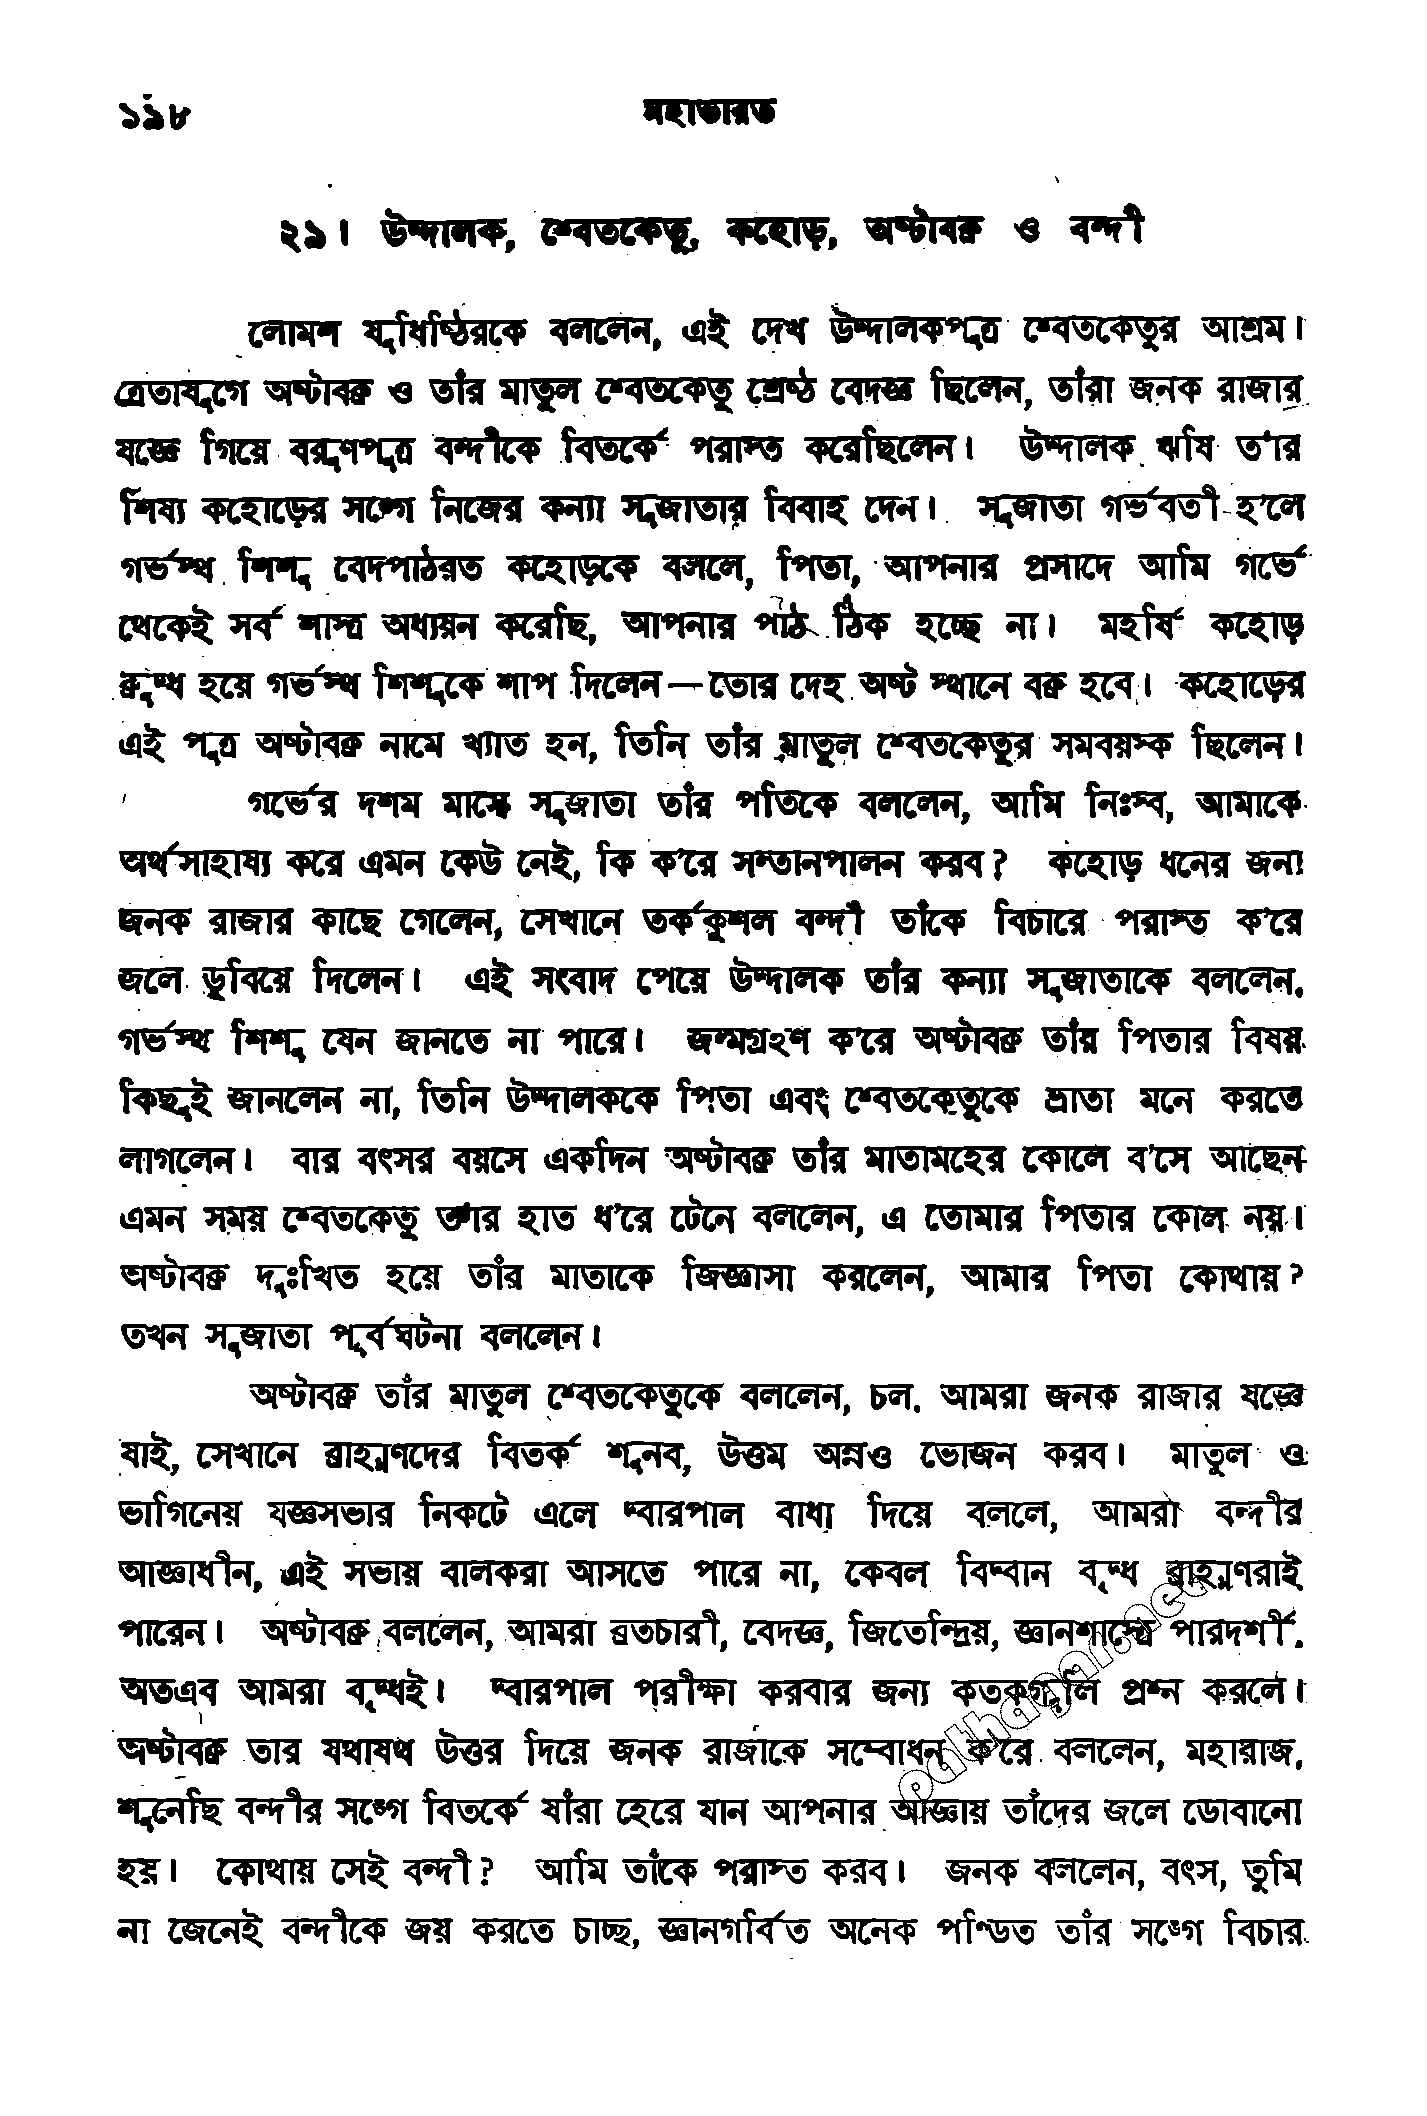 ১৯৮ মহাভারত
২৯। উদ্দালক, শ্বেতকেতু, কহোড়, অষ্টাবক্র ও বন্দী
লোমশ যুধিষ্ঠিরকে বললেন, এই দেখ উদ্দালকপুত্র শ্বেতকেতুর আশ্রম।
ত্রেতাযুগে অষ্টাবক্র ও তাঁর মাতুল শ্বেতকেতু শ্রেষ্ঠ বেদজ্ঞ ছিলেন, তাঁরা জনক রাজার
যজ্ঞে গিয়ে বরুণপুত্র বন্দীকে বিতর্কে পরাস্ত করেছিলেন। উদ্দালক ঋষি তাঁর
শিষ্য কহোড়ের সঙ্গে নিজের কন্যা সুজাতার বিবাহ দেন। সুজাতা গর্ভবতী হ'লে
গর্ভস্থ শিশু বেদপাঠরত কহোড়কে বললে, পিতা, আপনার প্রসাদে আমি গর্ভে
থেকেই সর্ব শাস্ত্র অধ্যয়ন করেছি, আপনার পাঠ ঠিক হচ্ছে না। মহর্ষি কহোড়
ক্রুদ্ধ হয়ে গর্ভস্থ শিশুকে শাপ দিলেন—তোর দেহ অষ্ট স্থানে বক্র হবে। কহোড়ের
এই পুত্র অষ্টাবক্র নামে খ্যাত হন, তিনি তাঁর মাতুল শ্বেতকেতুর সমবয়স্ক ছিলেন।
গর্ভের দশম মাসে সুজাতা তাঁর পতিকে বললেন, আমি নিঃস্ব, আমাকে
অর্থসাহায্য করে এমন কেউ নেই, কি ক'রে সন্তানপালন করব? কহোড় ধনের জন্য
জনক রাজার কাছে গেলেন, সেখানে তর্ককুশল বন্দী তাঁকে বিচারে পরাস্ত ক'রে
জলে ডুবিয়ে দিলেন। এই সংবাদ পেয়ে উদ্দালক তাঁর কন্যা সুজাতাকে বললেন,
গর্ভস্থ শিশু যেন জানতে না পারে। জন্মগ্রহণ ক'রে অষ্টাবক্র তাঁর পিতার বিষয়
কিছুই জানলেন না, তিনি উদ্দালককে পিতা এবং শ্বেতকেতুকে ভ্রাতা মনে করতে
লাগলেন। বার বৎসর বয়সে একদিন অষ্টাবক্র তাঁর মাতামহের কোলে ব'সে আছেন
এমন সময় শ্বেতকেতু তাঁর হাত ধ'রে টেনে বললেন, এ তোমার পিতার কোল নয়।
অষ্টাবক্র দুঃখিত হয়ে তাঁর মাতাকে জিজ্ঞাসা করলেন, আমার পিতা কোথায়?
তখন সুজাতা পূর্বঘটনা বললেন।
অষ্টাবক্র তাঁর মাতুল শ্বেতকেতুকে বললেন, চল, আমরা জনক রাজার যজ্ঞে
যাই, সেখানে ব্রাহ্মণদের বিতর্ক শুনব, উত্তম অন্নও ভোজন করব। মাতুল ও
ভাগিনেয় যজ্ঞসভার নিকটে এলে দ্বারপাল বাধা দিয়ে বললে, আমরা বন্দীর
আজ্ঞাধীন, এই সভায় বালকরা আসতে পারে না, কেবল বিদ্বান বৃদ্ধ ব্রাহ্মণরাই
পারেন। অষ্টাবক্র বললেন, আমরা ব্রতচারী, বেদজ্ঞ, জিতেন্দ্রিয়, জ্ঞানশাস্ত্রে পারদর্শী,
অতএব আমরা বৃদ্ধই। দ্বারপাল পরীক্ষা করবার জন্য কতকগুলি প্রশ্ন করলে।
অষ্টাবক্র তার যথাযথ উত্তর দিয়ে জনক রাজাকে সম্বোধন ক'রে বললেন, মহারাজ,
শুনেছি বন্দীর সঙ্গে বিতর্কে যাঁরা হেরে যান আপনার আজ্ঞায় তাঁদের জলে ডোবানো
হয়। কোথায় সেই বন্দী? আমি তাঁকে পরাস্ত করব। জনক বললেন, বৎস, তুমি
না জেনেই বন্দীকে জয় করতে চাচ্ছ, জ্ঞানগর্বিত অনেক পণ্ডিত তাঁর সঙ্গে বিচার
pathagar.net